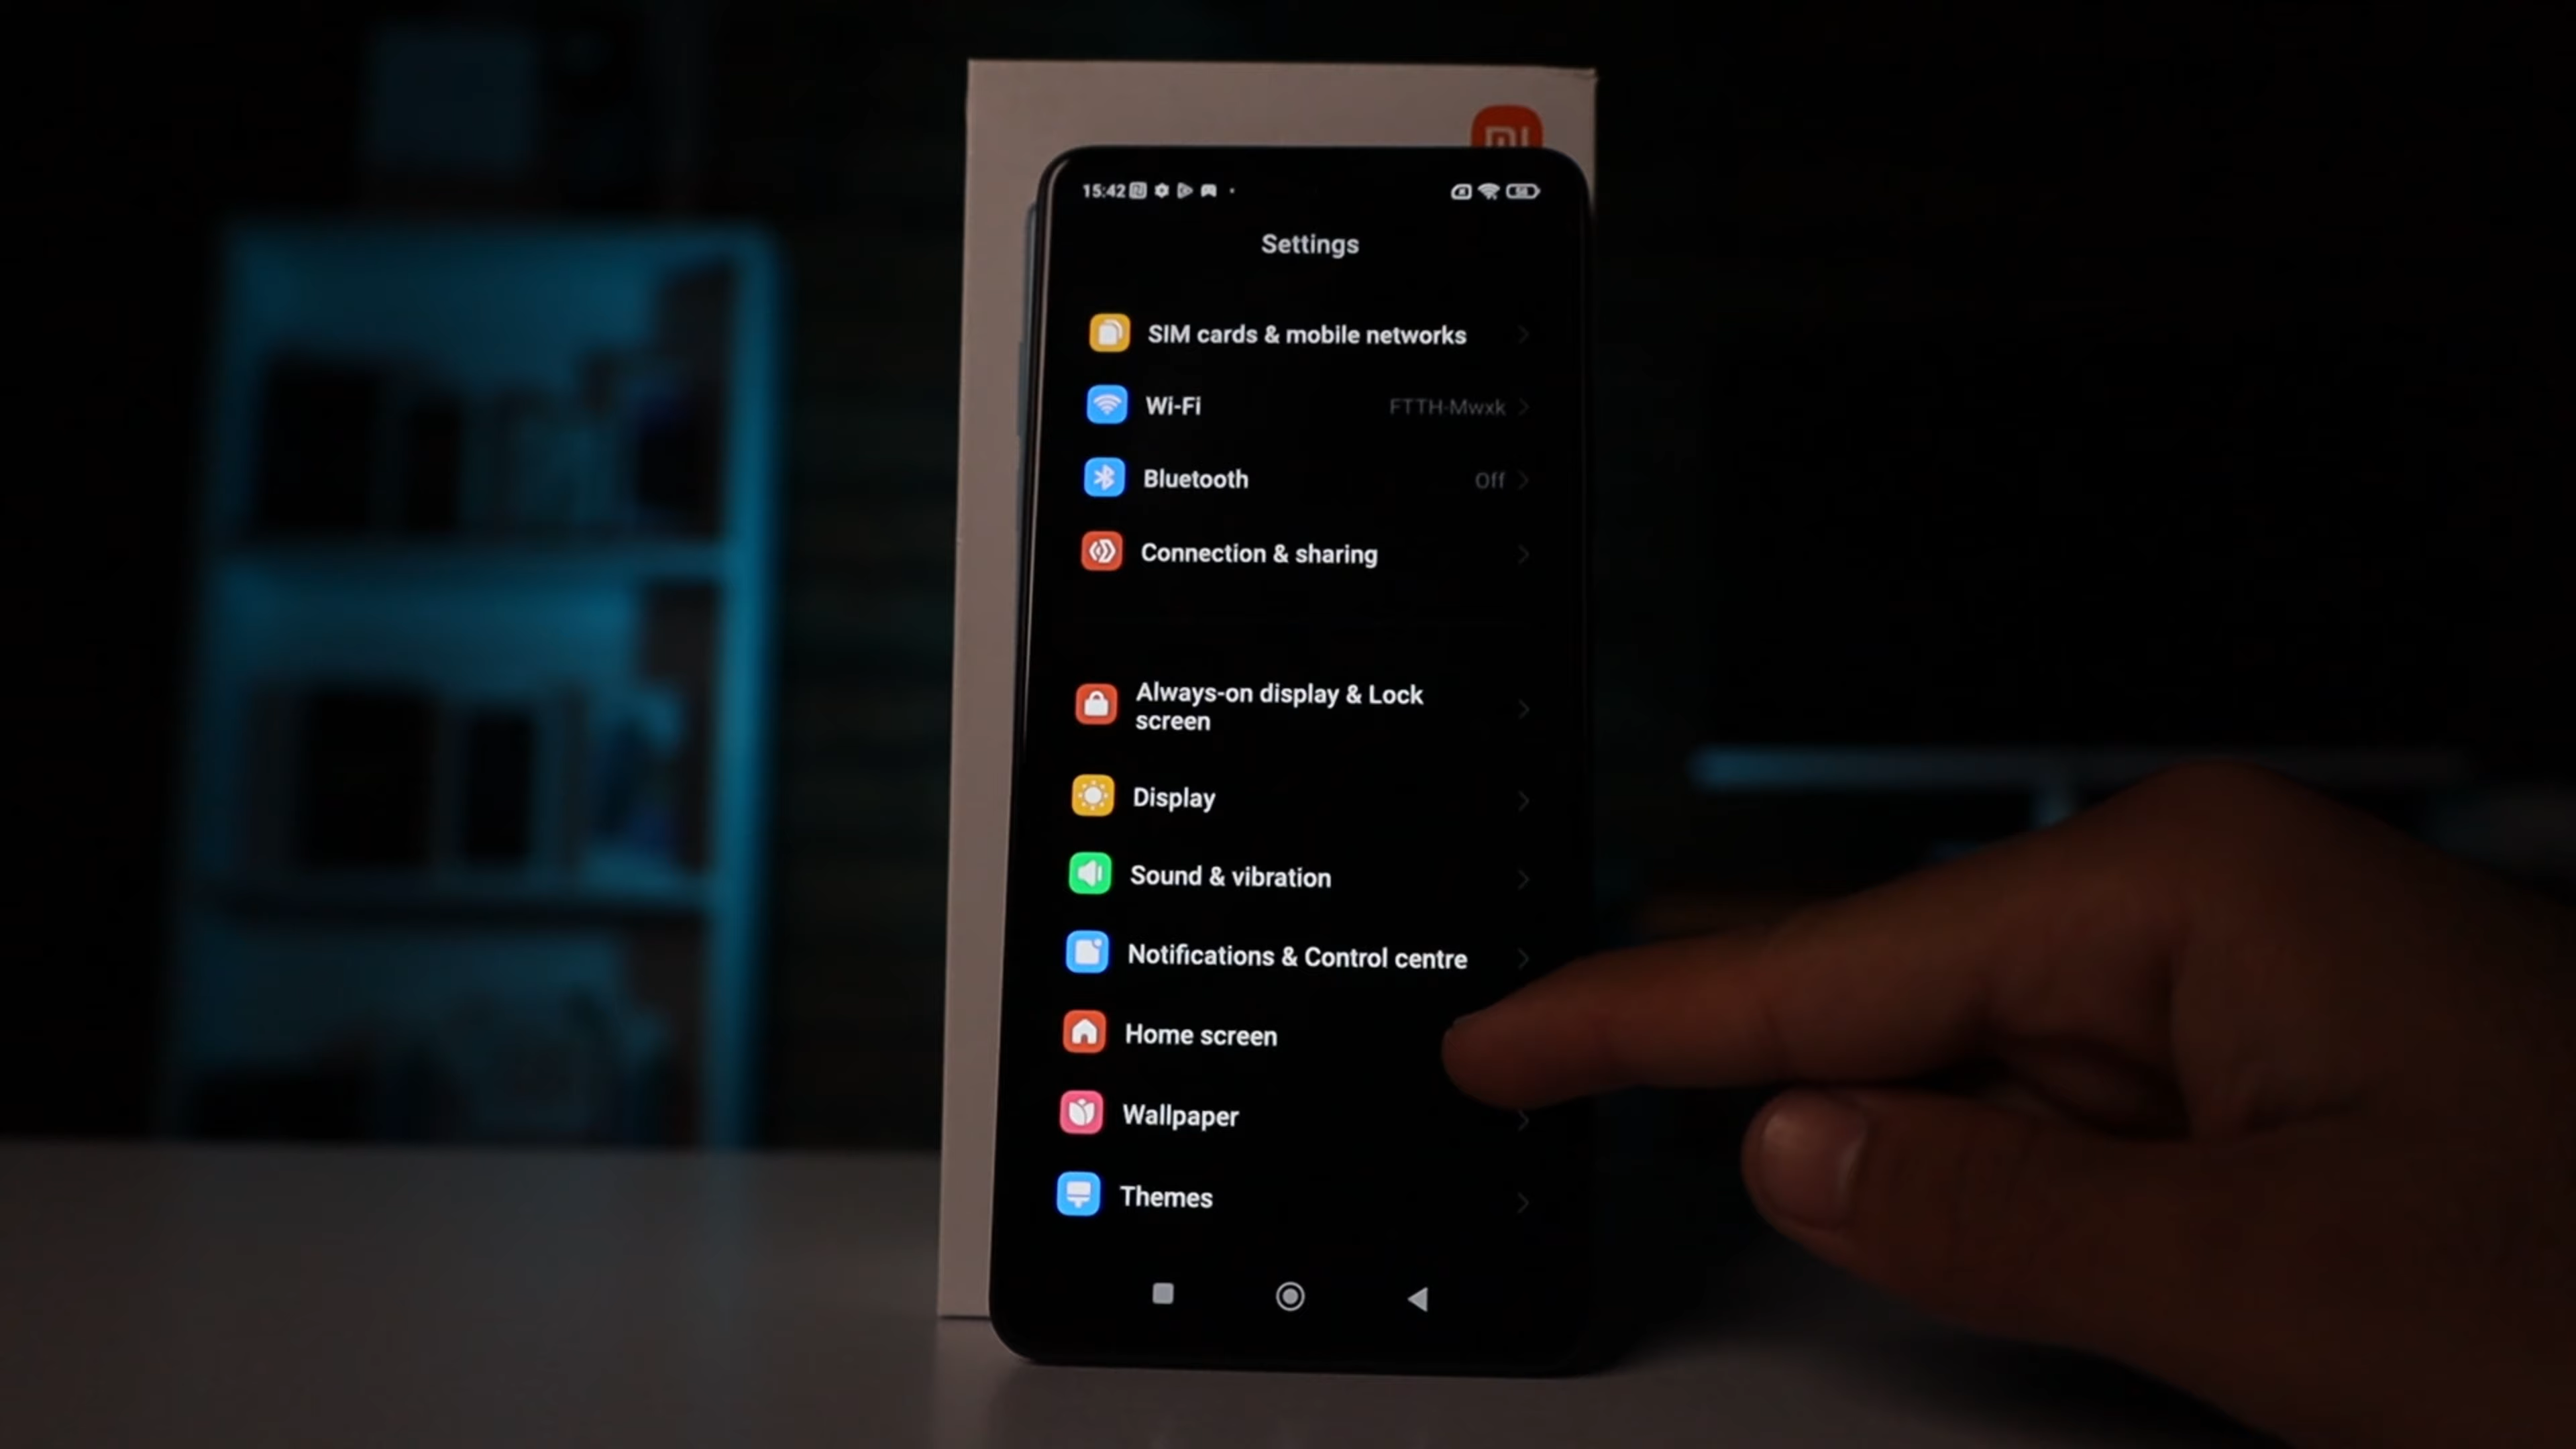 15:42
Settings
SIM cards & mobile networks
Wi-Fi FTTH-Mwxk
Bluetooth Off
Connection & sharing
Always-on display & Lock
screen
Display
Sound & vibration
Notifications & Control centre
Home screen
Wallpaper
Themes